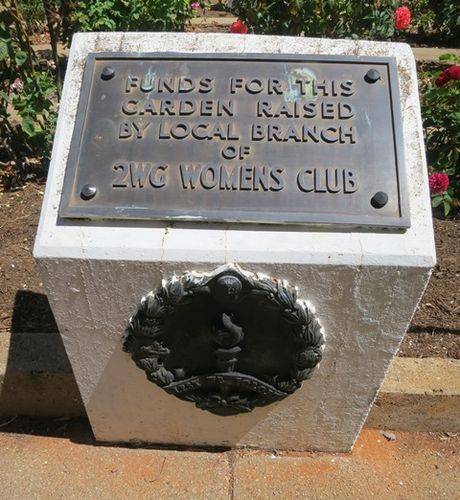 FUNDS FOR THIS
GARDEN RAISED
BY LOCAL BRANCH
OF
2WG WOMENS CLUB